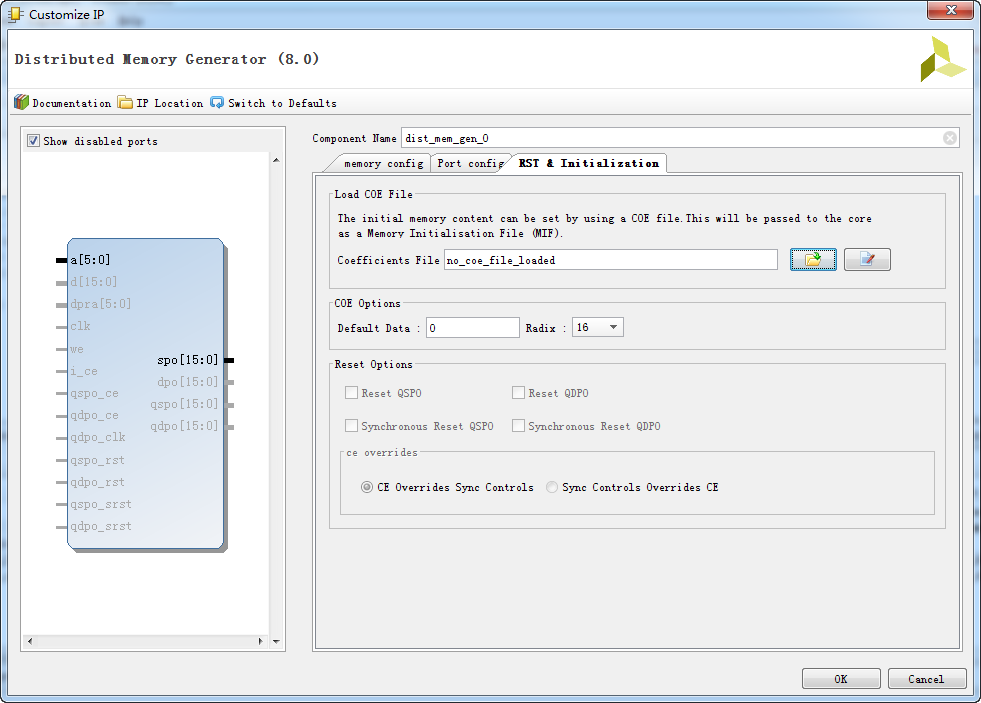 Customize IP
Distributed Memory Generator (8.0)
Documentation IP Location Switch to Defaults
Show disabled ports
a[5:0]
d[15:0]
dpra[5:0]
clk
we
i_ce
qspo_ce
qdpo_ce
qdpo_clk
qspo_rst
qdpo_rst
qspo_srst
qdpo_srst
spo[15:0]
dpo[15:0]
qspo[15:0]
qdpo[15:0]
Component Name dist_mem_gen_0
memory config Port config RST & Initialization
Load COE File
The initial memory content can be set by using a COE file.This will be passed to the core
as a Memory Initialisation File (MIF).
Coefficients File no_coe_file_loaded
COE Options
Default Data : 0 Radix : 16
Reset Options
Reset QSPO Reset QDPO
Synchronous Reset QSPO Synchronous Reset QDPO
ce overrides
CE Overrides Sync Controls Sync Controls Overrides CE
OK Cancel